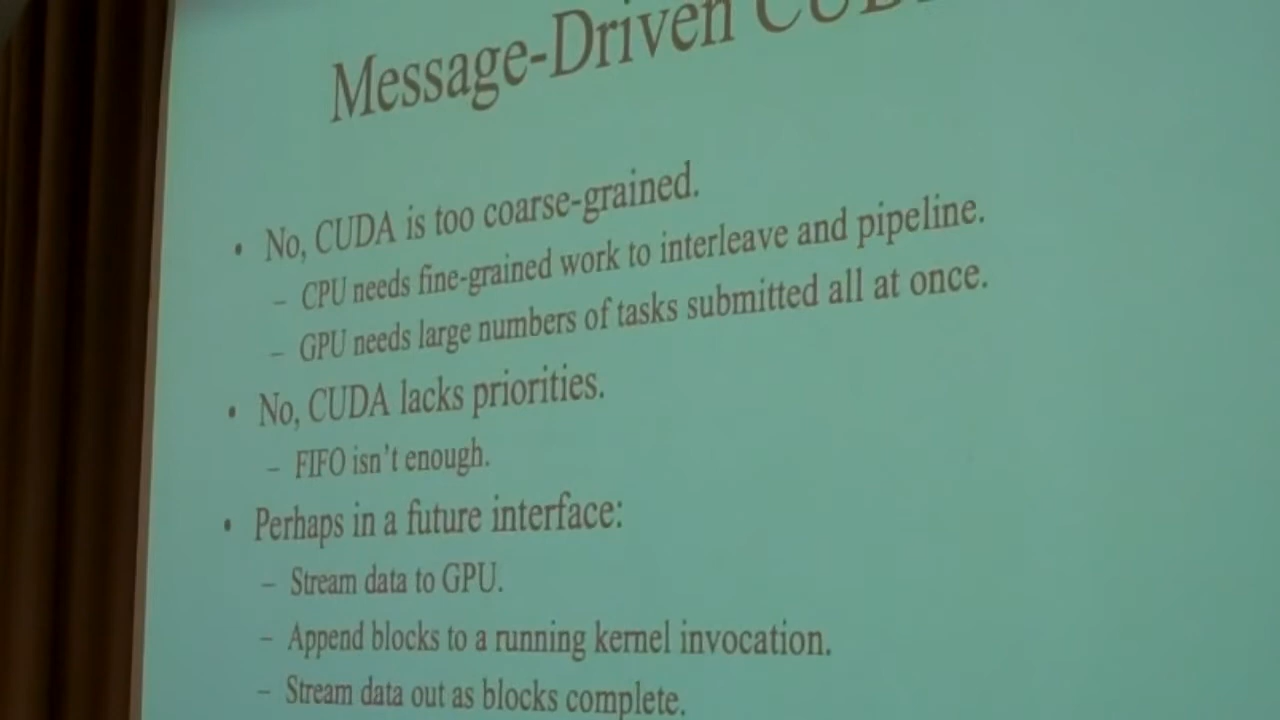 Message-Driven
• No, CUDA is too coarse-grained.
– CPU needs fine-grained work to interleave and pipeline.
– GPU needs large numbers of tasks submitted all at once.
• No, CUDA lacks priorities.
– FIFO isn't enough.
• Perhaps in a future interface:
– Stream data to GPU.
– Append blocks to a running kernel invocation.
– Stream data out as blocks complete.